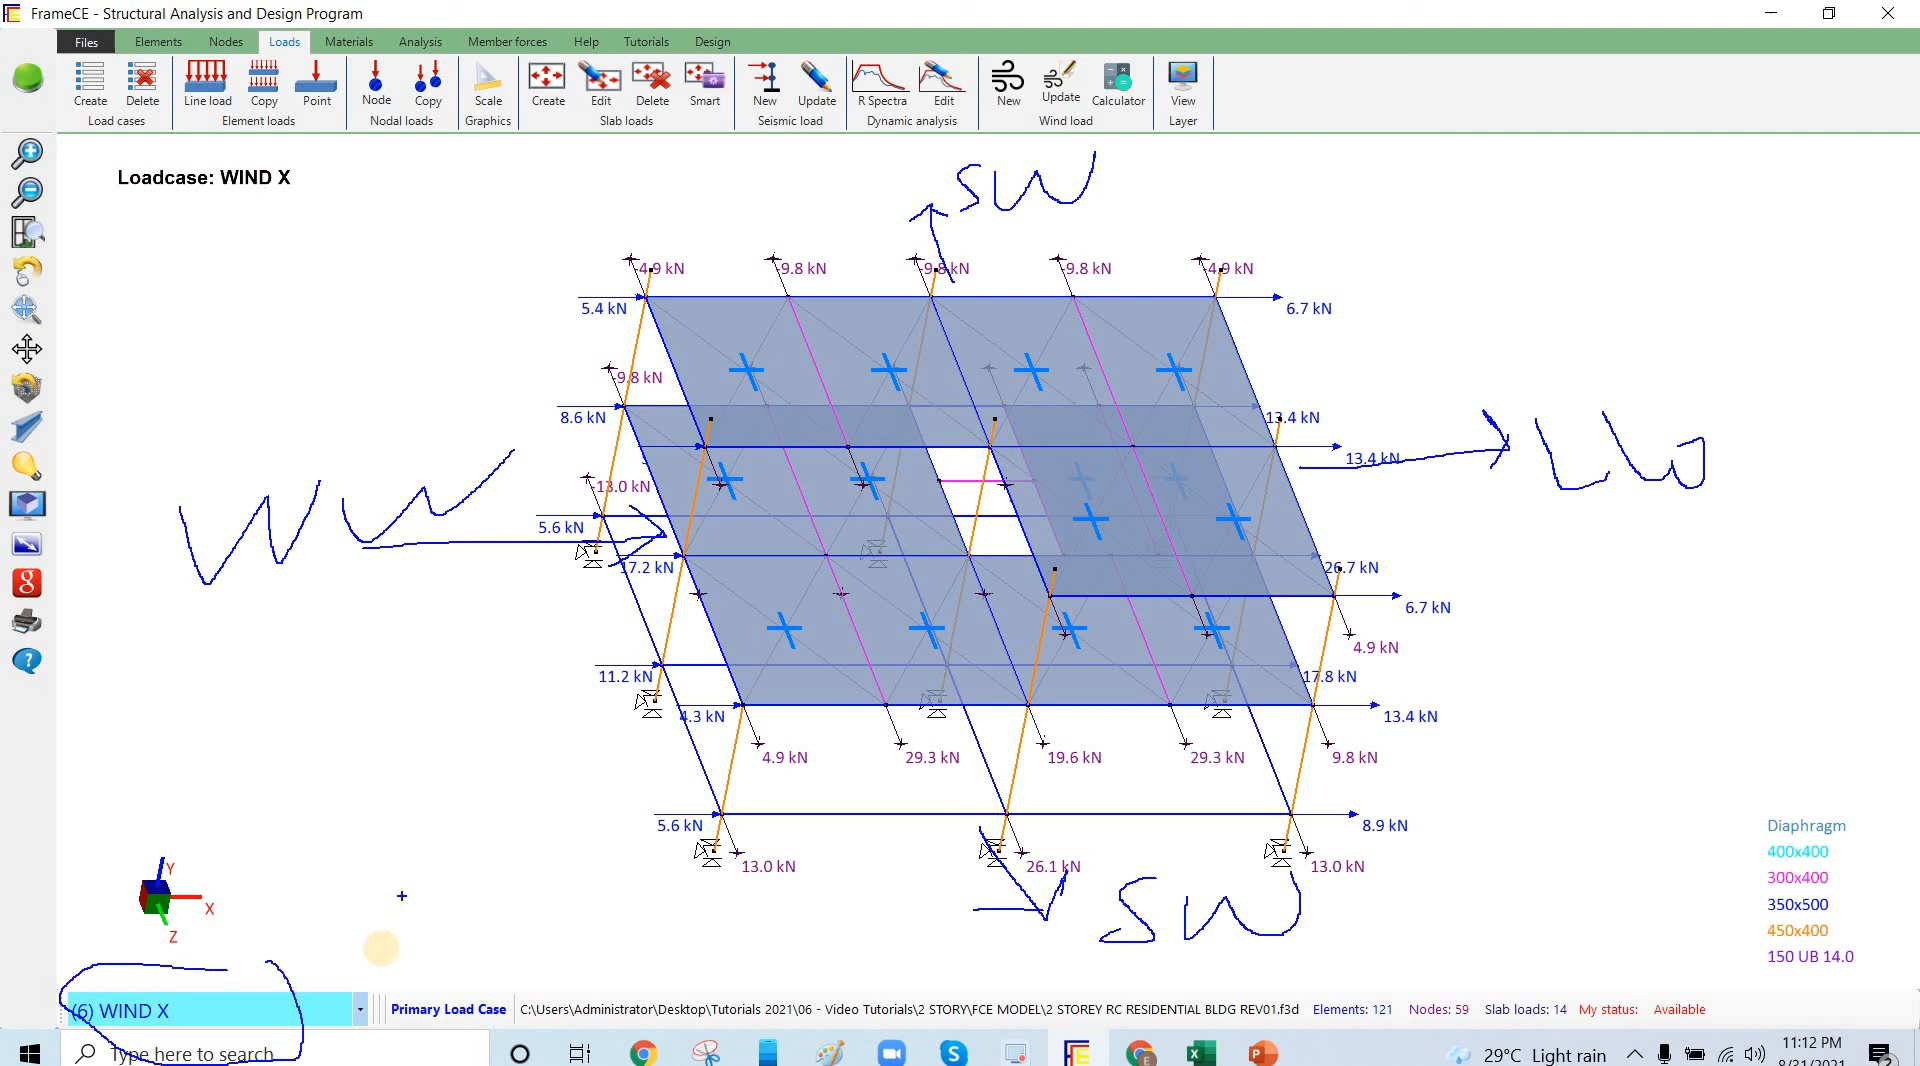 FrameCE - Structural Analysis and Design Program
Files Elements Nodes Loads Materials Analysis Member forces Help Tutorials Design
Create Delete Line load Copy Point Node Copy Scale Create Edit Delete Smart New Update R Spectra Edit New Update Calculator View
Load cases Element loads Nodal loads Graphics Slab loads Seismic load Dynamic analysis Wind load Layer
Loadcase: WIND X
SW
-4.9 kN -9.8 kN -9.8 kN -9.8 kN -4.9 kN
5.4 kN 6.7 kN
-9.8 kN
8.6 kN 13.4 kN
13.4 kN
LW
WW
-13.0 kN
5.6 kN
17.2 kN 26.7 kN
6.7 kN
4.9 kN
11.2 kN 17.8 kN
4.3 kN 13.4 kN
4.9 kN 29.3 kN 19.6 kN 29.3 kN 9.8 kN
5.6 kN 8.9 kN
13.0 kN 26.1 kN 13.0 kN
SW
Y
X
Z
Diaphragm
400x400
300x400
350x500
450x400
150 UB 14.0
(6) WIND X Primary Load Case C:\Users\Administrator\Desktop\Tutorials 2021\06 - Video Tutorials\2 STORY\FCE MODEL\2 STOREY RC RESIDENTIAL BLDG REV01.f3d Elements: 121 Nodes: 59 Slab loads: 14 My status: Available
Type here to search
29°C Light rain
11:12 PM
8/31/2021